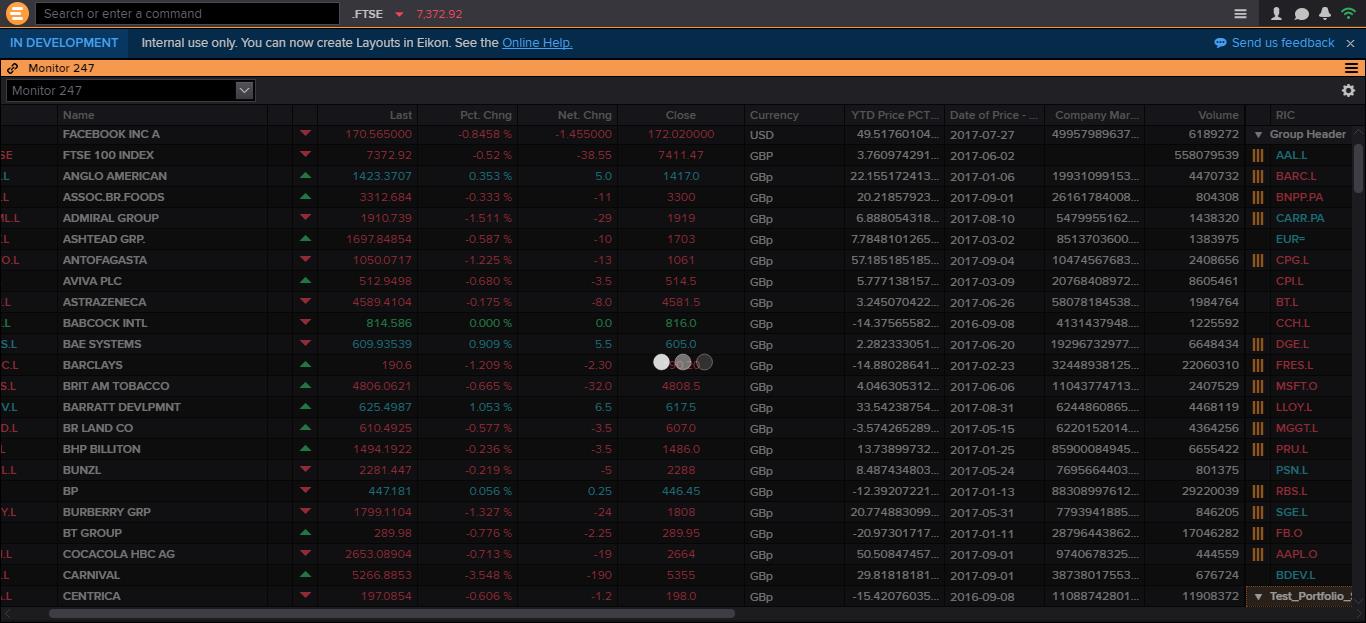 Search or enter a command .FTSE 7,372.92
IN DEVELOPMENT Internal use only. You can now create Layouts in Eikon. See the Online Help. Send us feedback
Monitor 247
Monitor 247
Name Last Pct. Chng Net. Chng Close Currency YTD Price PCT... Date of Price - ... Company Mar... Volume RIC
FACEBOOK INC A 170.565000 -0.8458 % -1.455000 172.020000 USD 49.51760104... 2017-07-27 49957989637... 6189272 Group Header
SE FTSE 100 INDEX 7372.92 -0.52 % -38.55 7411.47 GBP 3.760974291... 2017-06-02 558079539 AAL.L
.L ANGLO AMERICAN 1423.3707 0.353 % 5.0 1417.0 GBp 22.155172413... 2017-01-06 19931099153... 4470732 BARC.L
.L ASSOC.BR.FOODS 3312.684 -0.333 % -11 3300 GBp 20.21857923... 2017-09-01 26161784008... 804308 BNPP.PA
ML.L ADMIRAL GROUP 1910.739 -1.511 % -29 1919 GBp 6.888054318... 2017-08-10 5479955162.... 1438320 CARR.PA
.L ASHTEAD GRP. 1697.84854 -0.587 % -10 1703 GBp 7.7848101265... 2017-03-02 8513703600.... 1383975 EUR=
O.L ANTOFAGASTA 1050.0717 -1.225 % -13 1061 GBp 57.185185185... 2017-09-04 10474567683... 2408656 CPG.L
AVIVA PLC 512.9498 -0.680 % -3.5 514.5 GBp 5.777138157... 2017-03-09 20768408972... 8605461 CPI.L
.L ASTRAZENECA 4589.4104 -0.175 % -8.0 4581.5 GBp 3.245070422... 2017-06-26 58078184538... 1984764 BT.L
.L BABCOCK INTL 814.586 0.000 % 0.0 816.0 GBp -14.37565582... 2016-09-08 4131437948.... 1225592 CCH.L
S.L BAE SYSTEMS 609.93539 0.909 % 5.5 605.0 GBp 2.282333051... 2017-06-20 19296732977... 6648434 DGE.L
C.L BARCLAYS 190.6 -1.209 % -2.30 GBp -14.88028641... 2017-02-23 32448938125... 22060310 FRES.L
S.L BRIT AM TOBACCO 4806.0621 -0.665 % -32.0 4808.5 GBp 4.046305312... 2017-06-06 11043774713... 2407529 MSFT.O
V.L BARRATT DEVLPMNT 625.4987 1.053 % 6.5 617.5 GBp 33.54238754... 2017-08-31 6244860865.... 4468119 LLOY.L
D.L BR LAND CO 610.4925 -0.577 % -3.5 607.0 GBp -3.574265289... 2017-05-15 6220152014.... 4364256 MGGT.L
L BHP BILLITON 1494.1922 -0.236 % -3.5 1486.0 GBp 13.73899732... 2017-01-25 85900084945... 6655422 PRU.L
L.L BUNZL 2281.447 -0.219 % -5 2288 GBp 8.487434803... 2017-05-24 7695664403.... 801375 PSN.L
BP 447.181 0.056 % 0.25 446.45 GBp -12.39207221... 2017-01-13 88308997612... 29220039 RBS.L
Y.L BURBERRY GRP 1799.1104 -1.327 % -24 1808 GBp 20.774883099... 2017-05-31 7793941885.... 846205 SGE.L
BT GROUP 289.98 -0.776 % -2.25 289.95 GBp -20.97301717... 2017-01-11 28796443862... 17046282 FB.O
I.L COCACOLA HBC AG 2653.08904 -0.713 % -19 2664 GBp 50.50847457... 2017-09-01 9740678325.... 444559 AAPL.O
.L CARNIVAL 5266.8853 -3.548 % -190 5355 GBp 29.81818181... 2017-09-01 38738017553... 676724 BDEV.L
.L CENTRICA 197.0854 -0.606 % -1.2 198.0 GBp -15.42076035... 2016-09-08 11088742801... 11908372 Test_Portfolio_